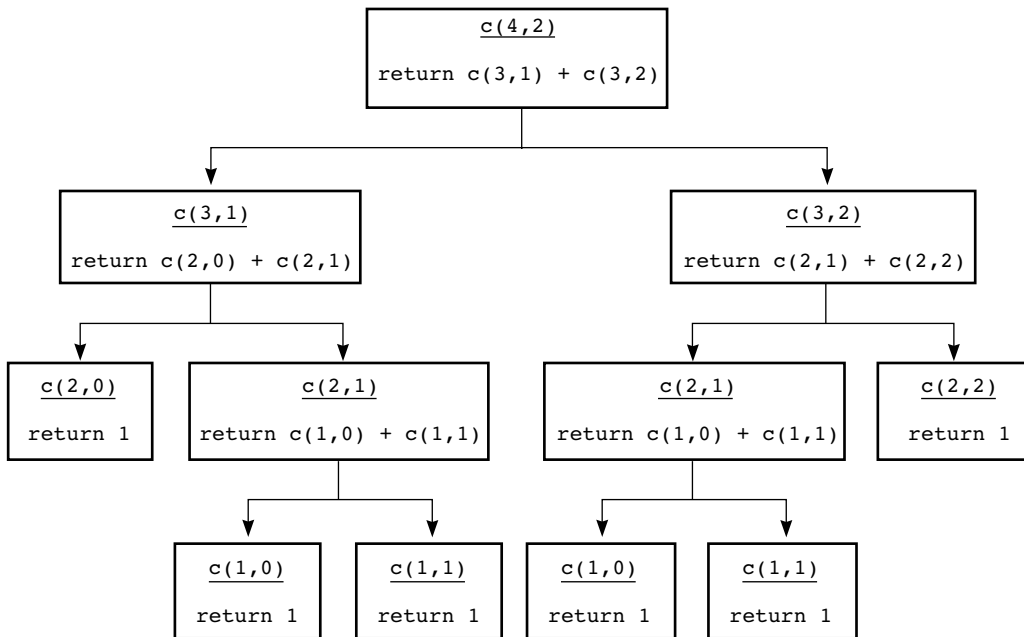 c(4,2)
return c(3,1) + c(3,2)
c(3,1)
return c(2,0) + c(2,1)
c(3,2)
return c(2,1) + c(2,2)
c(2,0)
return 1
c(2,1)
return c(1,0) + c(1,1)
c(2,1)
return c(1,0) + c(1,1)
c(2,2)
return 1
c(1,0)
return 1
c(1,1)
return 1
c(1,0)
return 1
c(1,1)
return 1